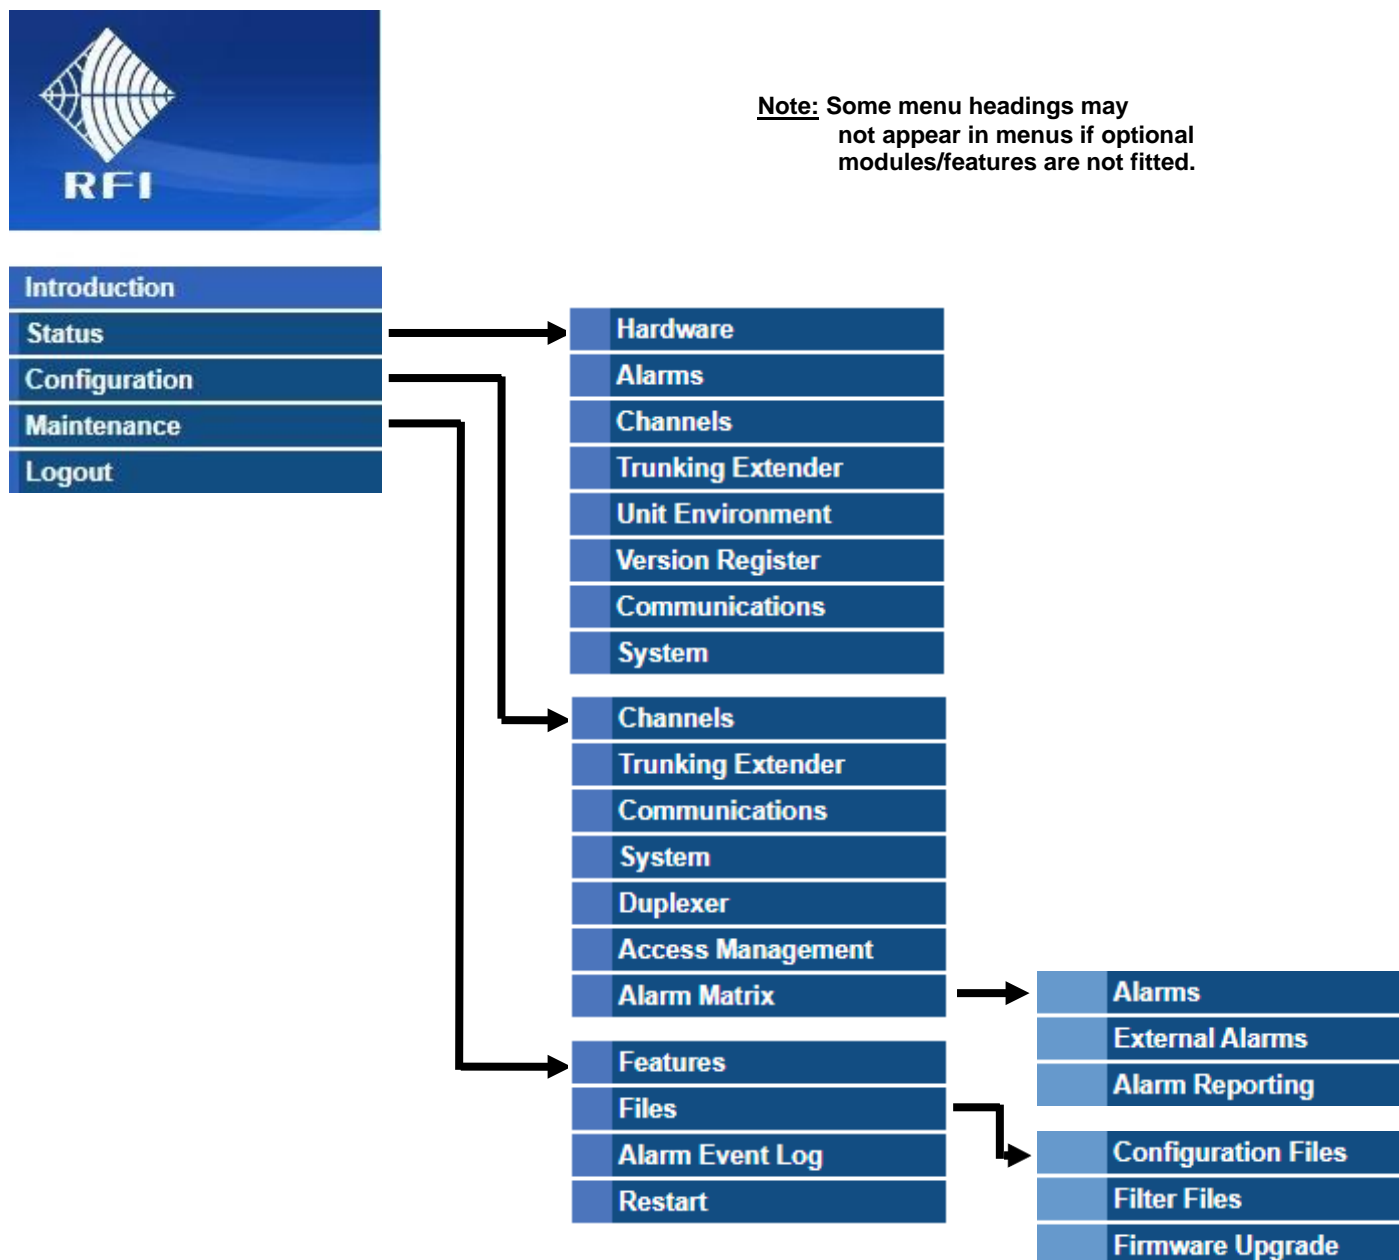 RFI
Note: Some menu headings may
not appear in menus if optional
modules/features are not fitted.
Introduction
Status
Configuration
Maintenance
Logout
Hardware
Alarms
Channels
Trunking Extender
Unit Environment
Version Register
Communications
System
Channels
Trunking Extender
Communications
System
Duplexer
Access Management
Alarm Matrix
Alarms
External Alarms
Alarm Reporting
Features
Files
Alarm Event Log
Restart
Configuration Files
Filter Files
Firmware Upgrade